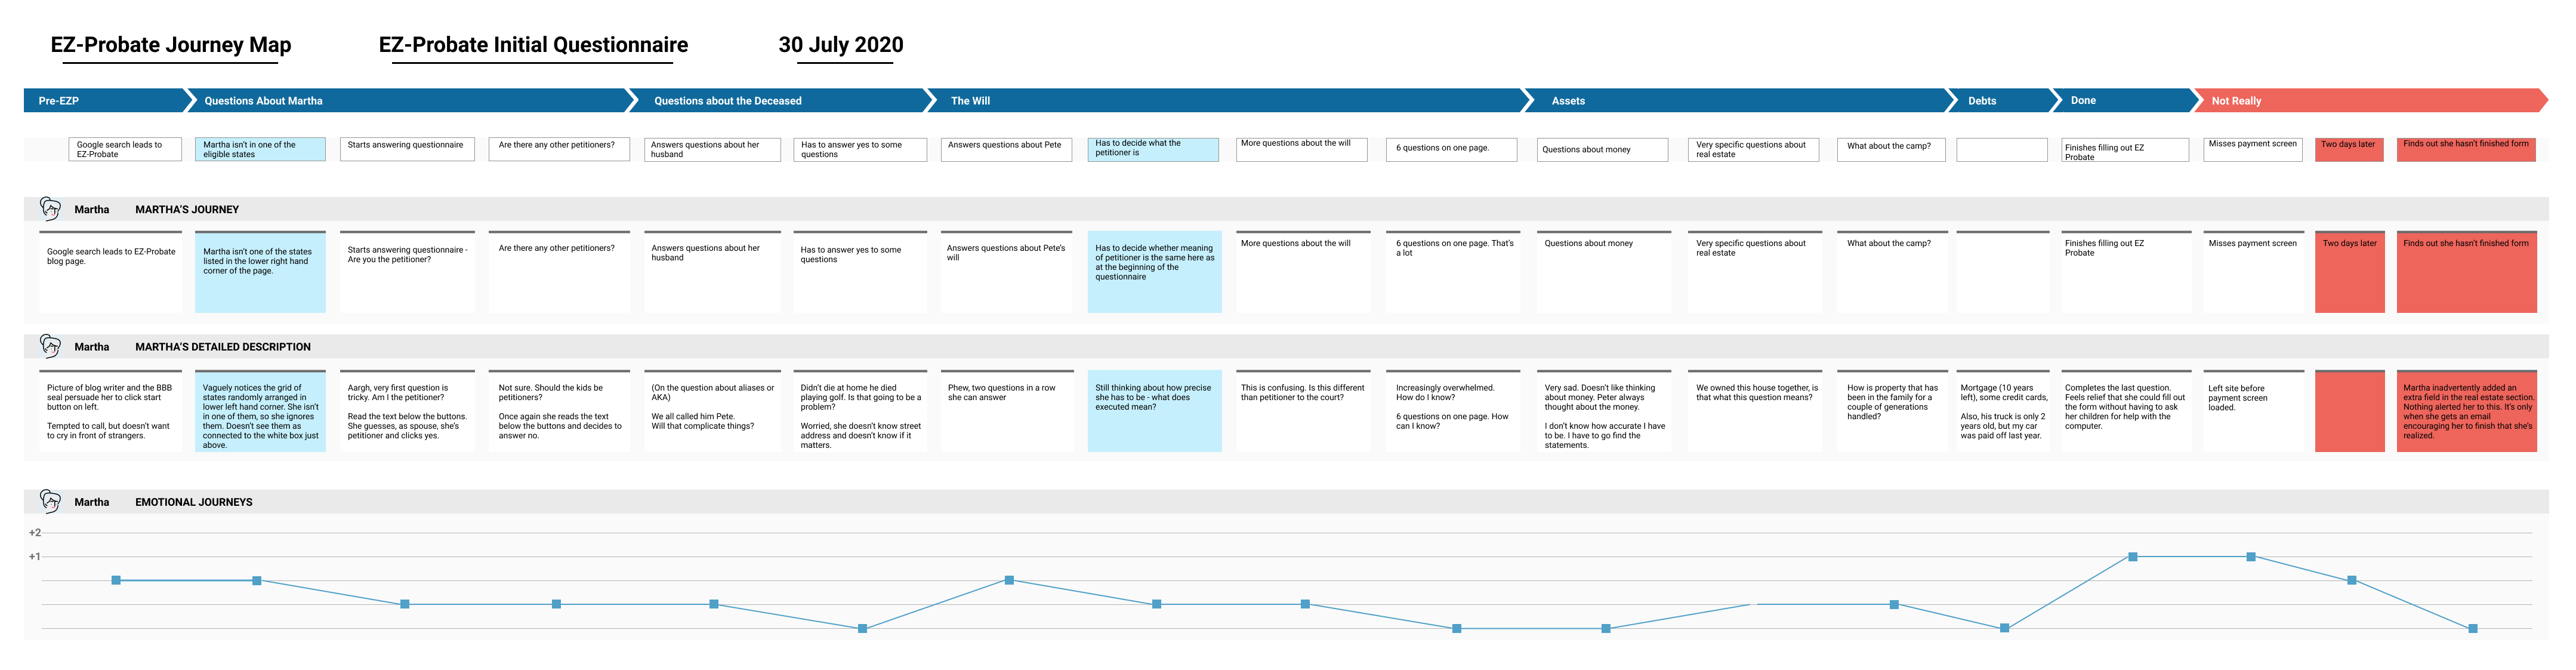 EZ-Probate Journey Map
EZ-Probate Initial Questionnaire
30 July 2020
Pre-EZP
Questions About Martha
Questions about the Deceased
The Will
Assets
Debts
Done
Not Really
Google search leads to
EZ-Probate
Martha isn't in one of the
eligible states
Starts answering questionnaire
Are there any other petitioners?
Answers questions about her
husband
Has to answer yes to some
questions
Answers questions about Pete
Has to decide what the
petitioner is
More questions about the will
6 questions on one page.
Questions about money
Very specific questions about
real estate
What about the camp?
Finishes filling out EZ
Probate
Misses payment screen
Two days later
Finds out she hasn't finished form
Martha
MARTHA'S JOURNEY
Google search leads to EZ-Probate
blog page.
Martha isn't one of the states
listed in the lower right hand
corner of the page.
Starts answering questionnaire -
Are you the petitioner?
Are there any other petitioners?
Answers questions about her
husband
Has to answer yes to some
questions
Answers questions about Pete's
will
Has to decide whether meaning
of petitioner is the same here as
at the beginning of the
questionnaire
More questions about the will
6 questions on one page. That's
a lot
Questions about money
Very specific questions about
real estate
What about the camp?
Finishes filling out EZ
Probate
Misses payment screen
Two days later
Finds out she hasn't finished form
Martha
MARTHA'S DETAILED DESCRIPTION
Picture of blog writer and the BBB
seal persuade her to click start
button on left.
Tempted to call, but doesn't want
to cry in front of strangers.
Vaguely notices the grid of
states randomly arranged in
lower left hand corner. She isn't
in one of them, so she ignores
them. Doesn't see them as
connected to the white box just
above.
Aargh, very first question is
tricky. Am I the petitioner?
Read the text below the buttons.
She guesses, as spouse, she's
petitioner and clicks yes.
Not sure. Should the kids be
petitioners?
Once again she reads the text
below the buttons and decides to
answer no.
(On the question about aliases or
AKA)
We all called him Pete.
Will that complicate things?
Didn't die at home he died
playing golf. Is that going to be a
problem?
Worried, she doesn't know street
address and doesn't know if it
matters.
Phew, two questions in a row
she can answer
Still thinking about how precise
she has to be - what does
executed mean?
This is confusing. Is this different
than petitioner to the court?
Increasingly overwhelmed.
How do I know?
6 questions on one page. How
can I know?
Very sad. Doesn't like thinking
about money. Peter always
thought about the money.
I don't know how accurate I have
to be. I have to go find the
statements.
We owned this house together, is
that what this question means?
How is property that has
been in the family for a
couple of generations
handled?
Mortgage (10 years
left), some credit cards,
Also, his truck is only 2
years old, but my car
was paid off last year.
Completes the last question.
Feels relief that she could fill out
the form without having to ask
her children for help with the
computer.
Left site before
payment screen
loaded.
Martha inadvertently added an
extra field in the real estate section.
Nothing alerted her to this. It's only
when she gets an email
encouraging her to finish that she's
realized.
Martha
EMOTIONAL JOURNEYS
+2
+1